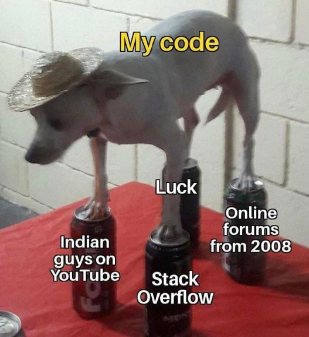 My code
Luck
Online
forums
from 2008
Indian
guys on
YouTube
Stack
Overflow